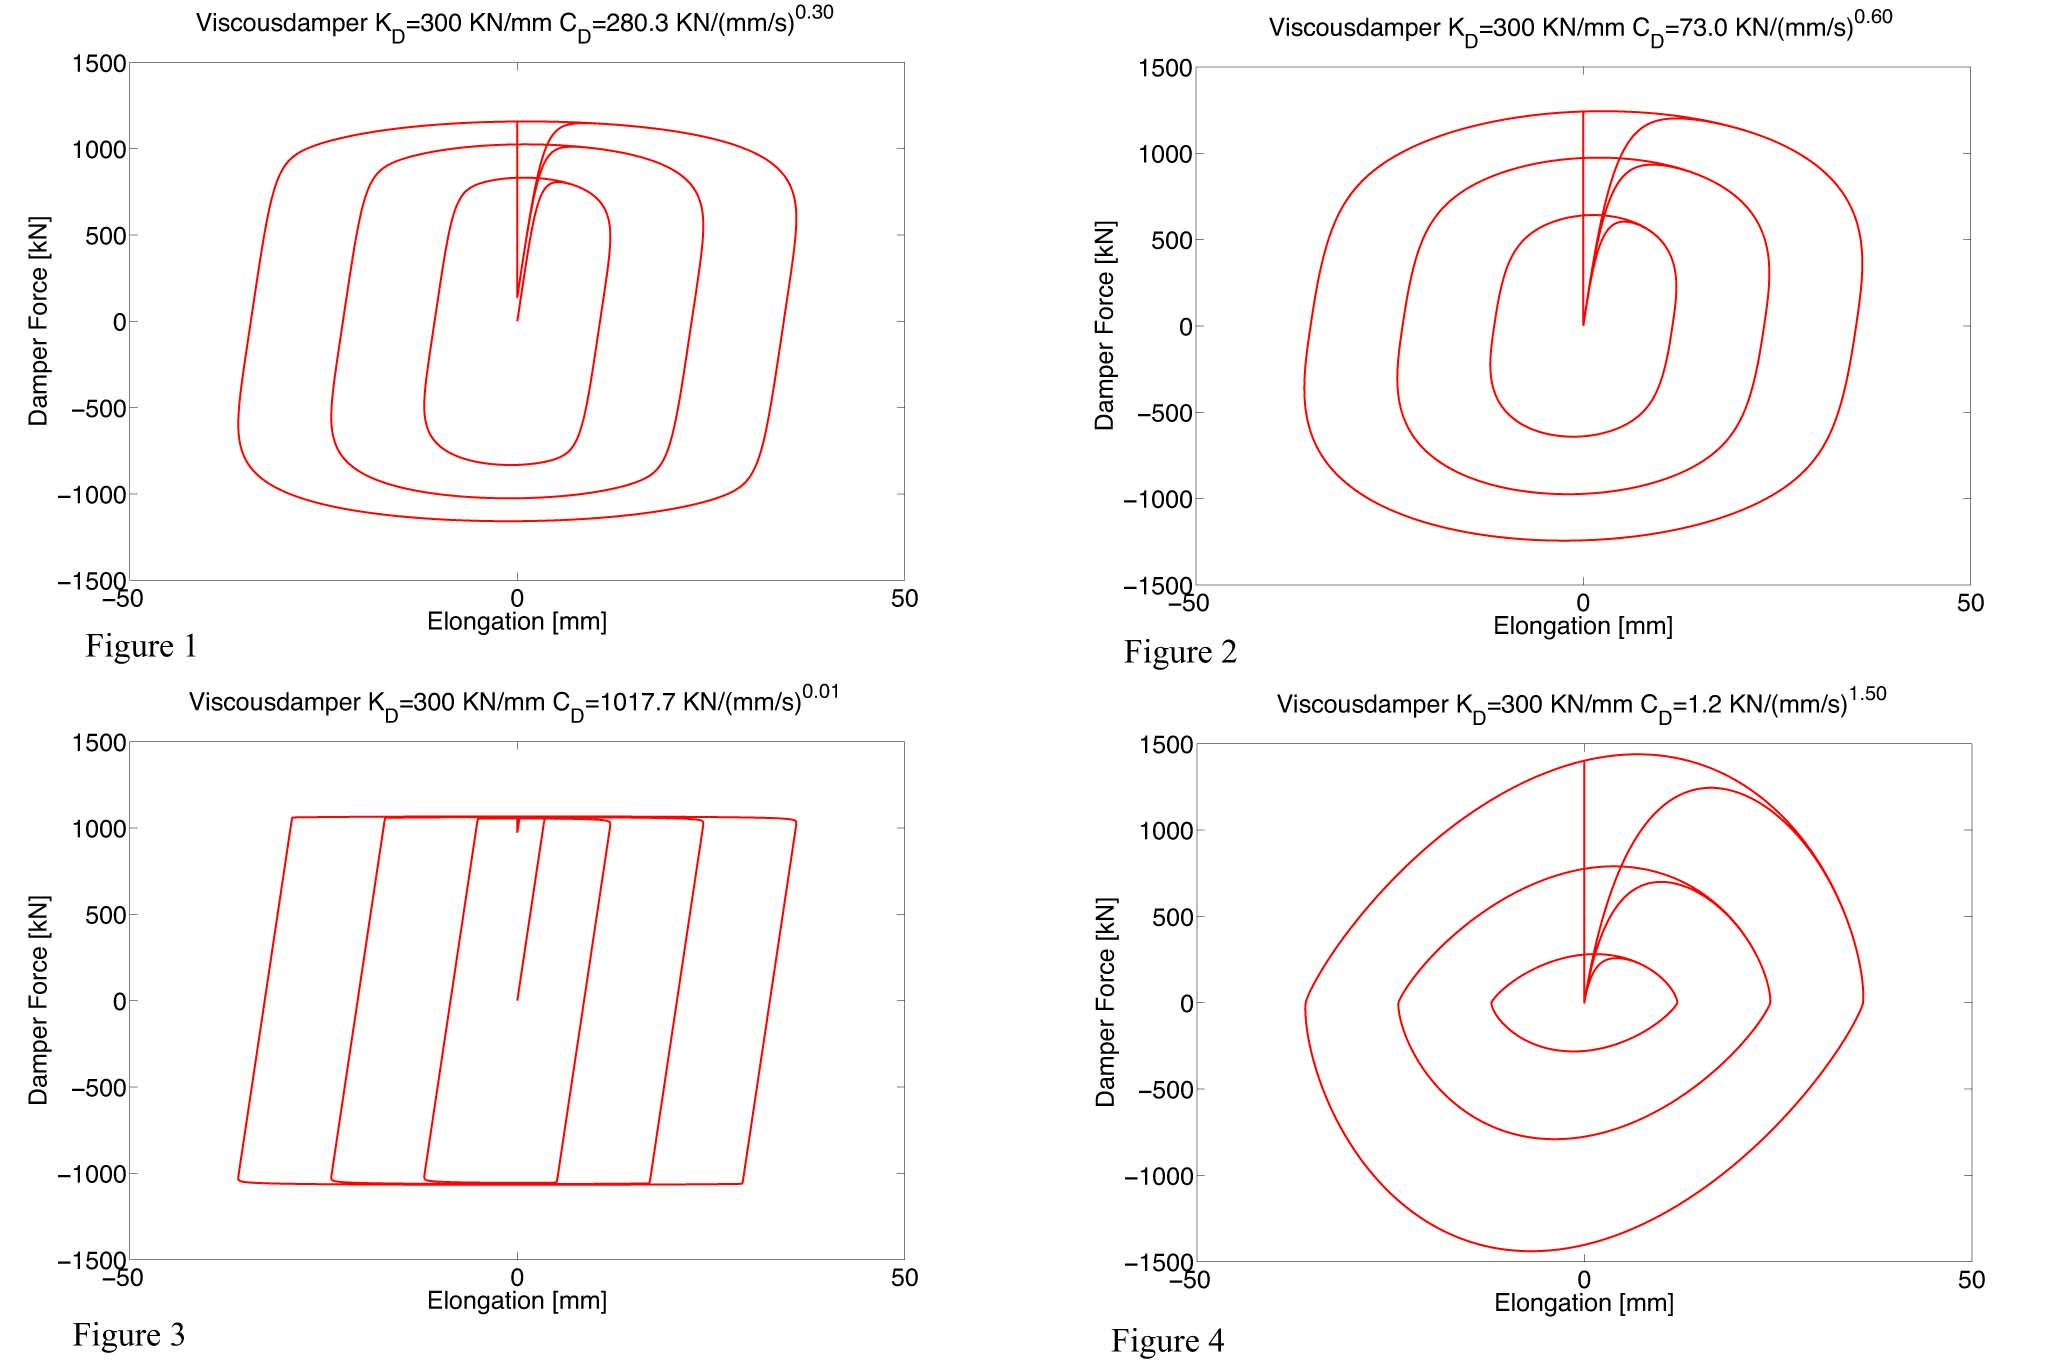 Viscousdamper K_D=300 KN/mm C_D=280.3 KN/(mm/s)^0.30
1500
1000
500
0
−500
−1000
−1500
−50
0
50
Damper Force [kN]
Elongation [mm]
Figure 1
Viscousdamper K_D=300 KN/mm C_D=73.0 KN/(mm/s)^0.60
1500
1000
500
0
−500
−1000
−1500
−50
0
50
Damper Force [kN]
Elongation [mm]
Figure 2
Viscousdamper K_D=300 KN/mm C_D=1017.7 KN/(mm/s)^0.01
1500
1000
500
0
−500
−1000
−1500
−50
0
50
Damper Force [kN]
Elongation [mm]
Figure 3
Viscousdamper K_D=300 KN/mm C_D=1.2 KN/(mm/s)^1.50
1500
1000
500
0
−500
−1000
−1500
−50
0
50
Damper Force [kN]
Elongation [mm]
Figure 4